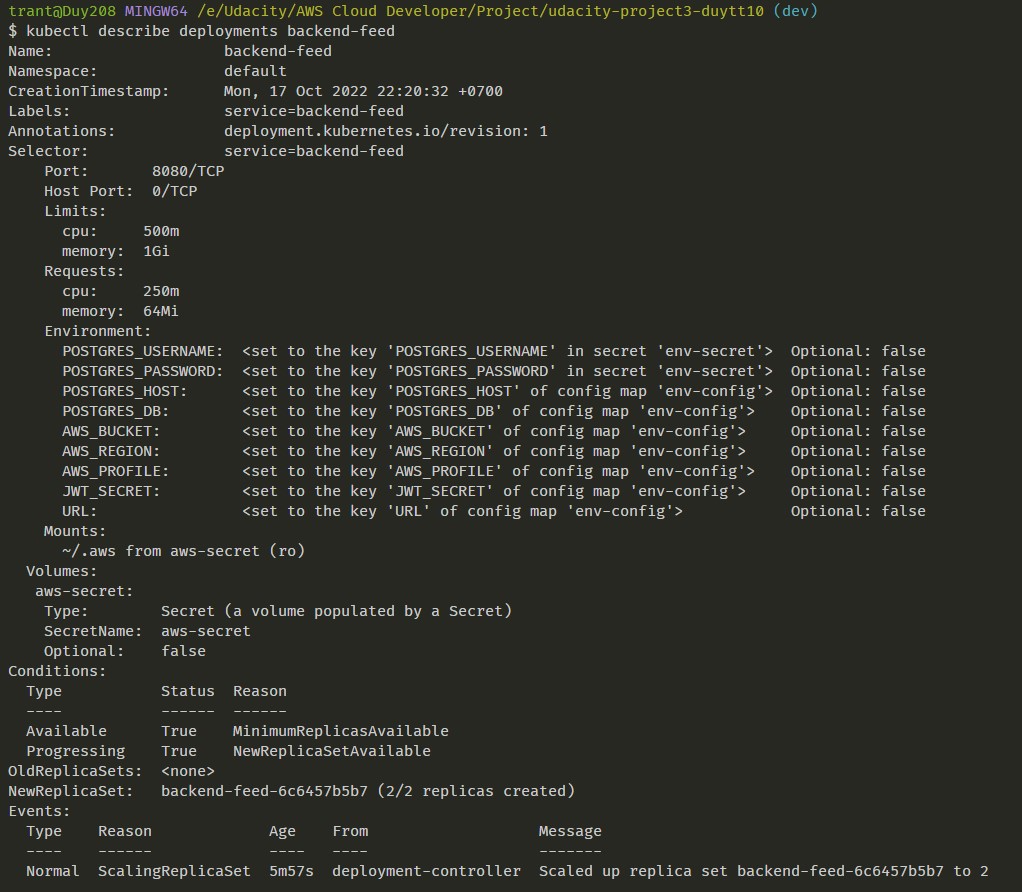 trant@Duy208 MINGW64 /e/Udacity/AWS Cloud Developer/Project/udacity-project3-duytt10 (dev)
$ kubectl describe deployments backend-feed
Name:                   backend-feed
Namespace:              default
CreationTimestamp:      Mon, 17 Oct 2022 22:20:32 +0700
Labels:                 service=backend-feed
Annotations:            deployment.kubernetes.io/revision: 1
Selector:               service=backend-feed
    Port:       8080/TCP
    Host Port:  0/TCP
    Limits:
      cpu:     500m
      memory:  1Gi
    Requests:
      cpu:     250m
      memory:  64Mi
    Environment:
      POSTGRES_USERNAME:  <set to the key 'POSTGRES_USERNAME' in secret 'env-secret'>  Optional: false
      POSTGRES_PASSWORD:  <set to the key 'POSTGRES_PASSWORD' in secret 'env-secret'>  Optional: false
      POSTGRES_HOST:      <set to the key 'POSTGRES_HOST' of config map 'env-config'>  Optional: false
      POSTGRES_DB:        <set to the key 'POSTGRES_DB' of config map 'env-config'>    Optional: false
      AWS_BUCKET:         <set to the key 'AWS_BUCKET' of config map 'env-config'>     Optional: false
      AWS_REGION:         <set to the key 'AWS_REGION' of config map 'env-config'>     Optional: false
      AWS_PROFILE:        <set to the key 'AWS_PROFILE' of config map 'env-config'>    Optional: false
      JWT_SECRET:         <set to the key 'JWT_SECRET' of config map 'env-config'>     Optional: false
      URL:                <set to the key 'URL' of config map 'env-config'>            Optional: false
    Mounts:
      ~/.aws from aws-secret (ro)
  Volumes:
   aws-secret:
    Type:        Secret (a volume populated by a Secret)
    SecretName:  aws-secret
    Optional:    false
Conditions:
  Type           Status  Reason
  ----           ------  ------
  Available      True    MinimumReplicasAvailable
  Progressing    True    NewReplicaSetAvailable
OldReplicaSets:  <none>
NewReplicaSet:   backend-feed-6c6457b5b7 (2/2 replicas created)
Events:
  Type    Reason             Age    From                   Message
  ----    ------             ----   ----                   -------
  Normal  ScalingReplicaSet  5m57s  deployment-controller  Scaled up replica set backend-feed-6c6457b5b7 to 2